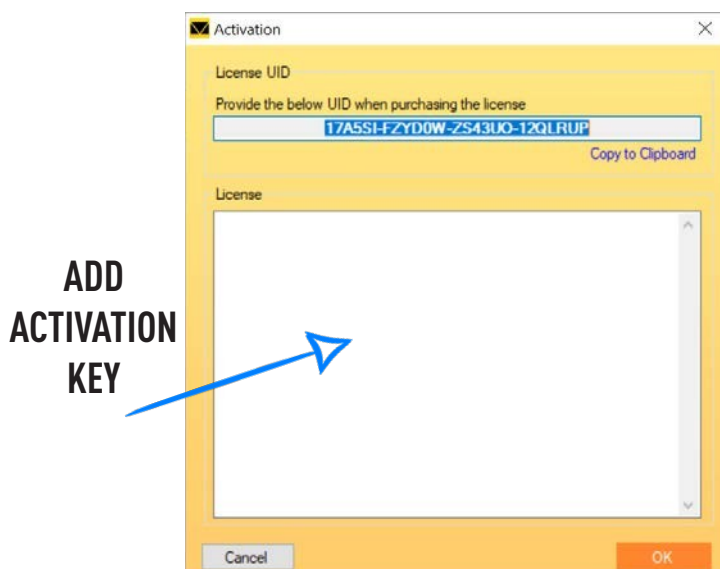 Activation
License UID
Provide the below UID when purchasing the license
17A5SI-FZYD0W-ZS43UO-12QLRUP
Copy to Clipboard
License
ADD
ACTIVATION
KEY
Cancel
OK